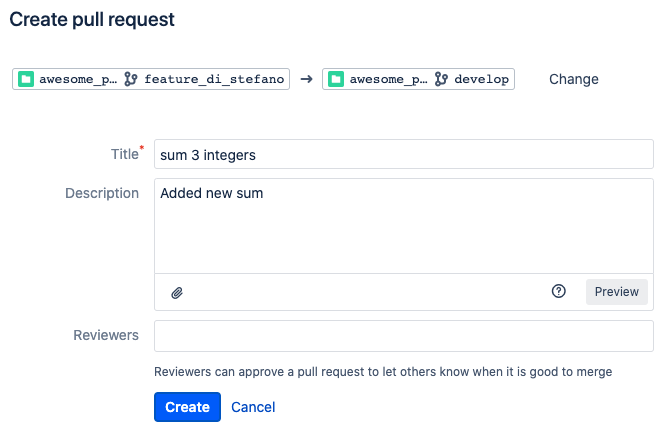 Create pull request
awesome_p… feature_di_stefano → awesome_p… develop Change
Title*
sum 3 integers
Description
Added new sum
Preview
Reviewers
Reviewers can approve a pull request to let others know when it is good to merge
Create Cancel